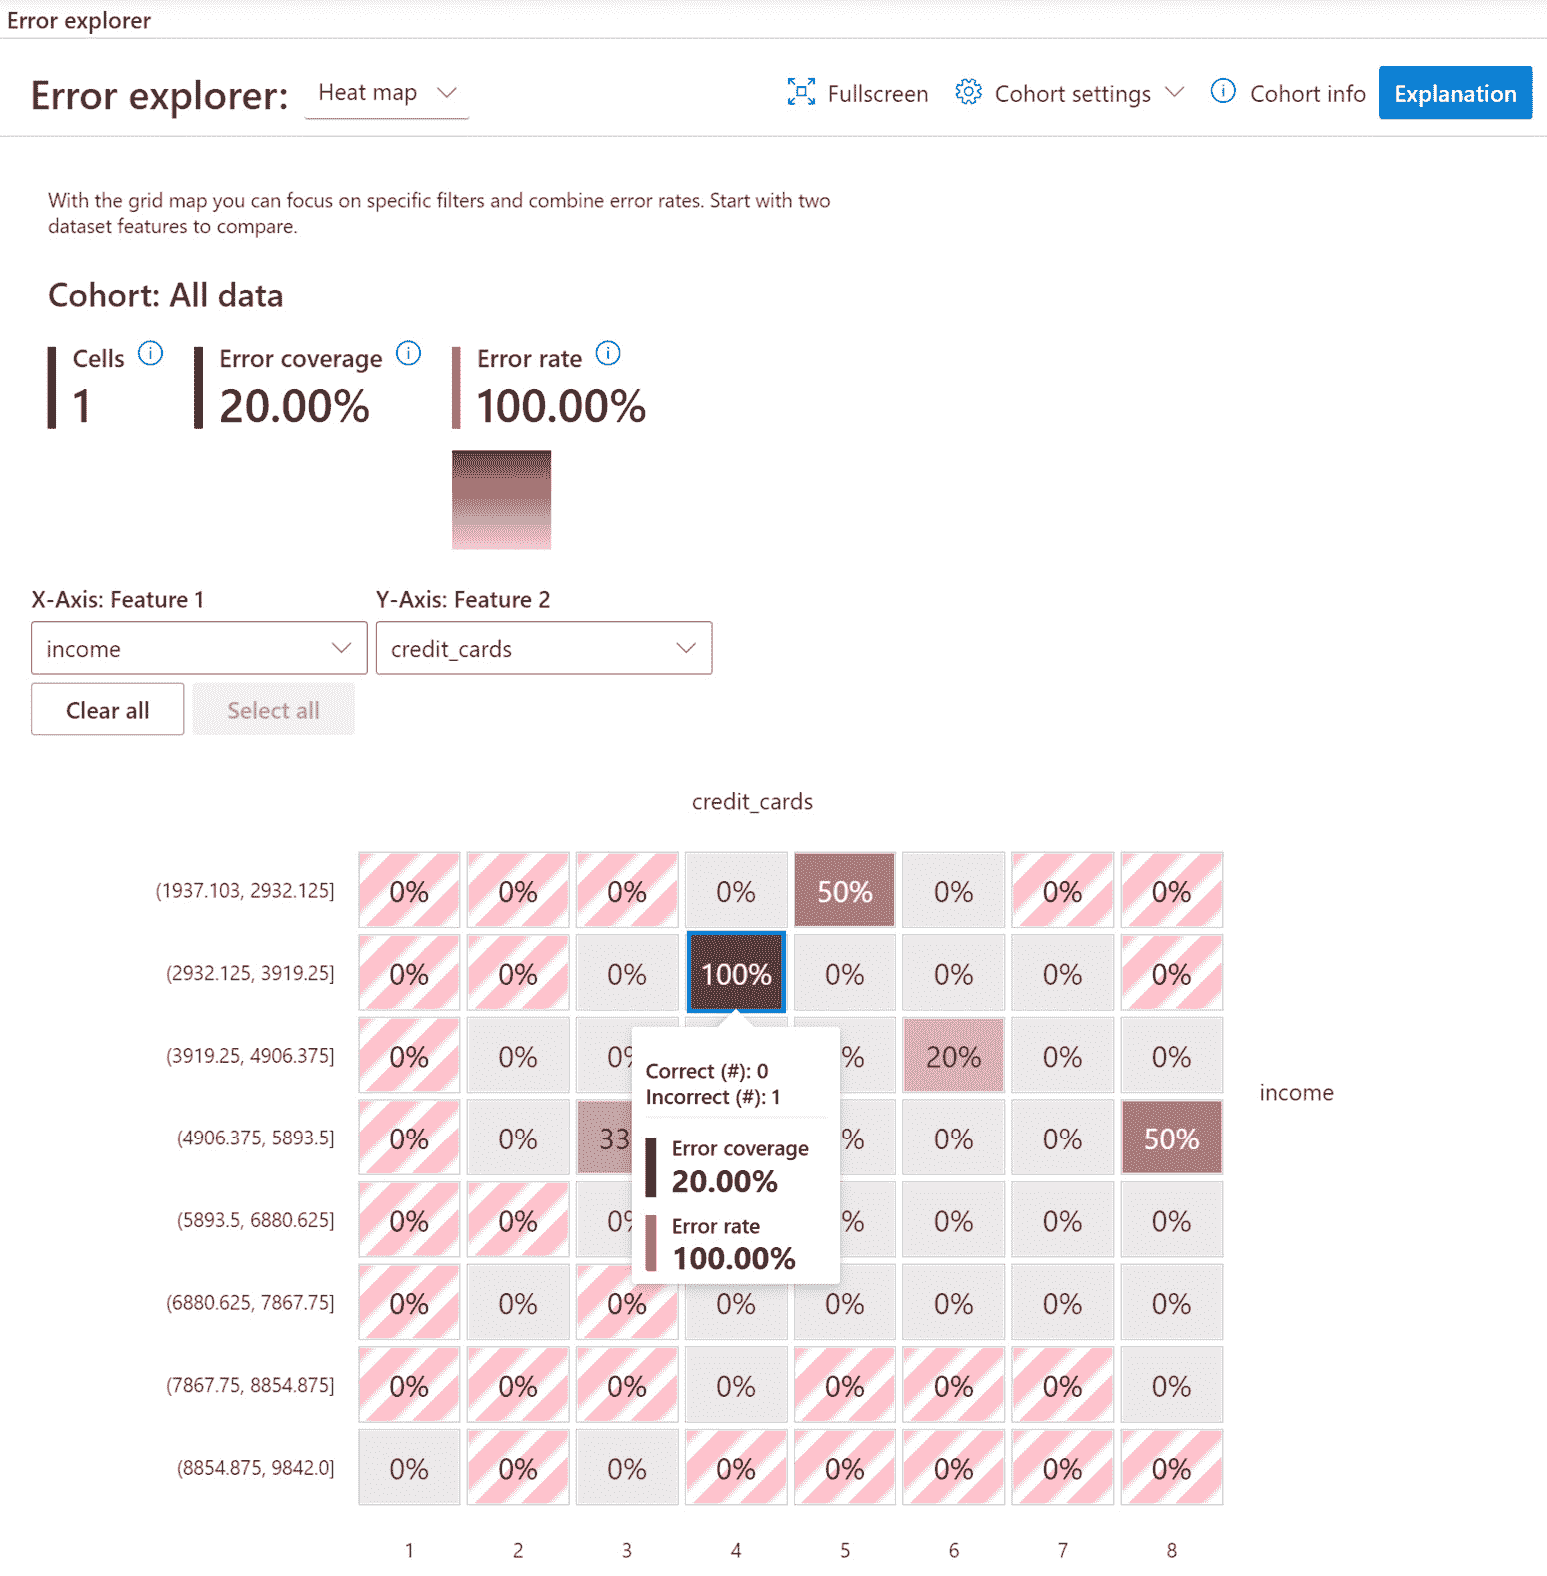 Error explorer
Error explorer: Heat map Fullscreen Cohort settings Cohort info Explanation
With the grid map you can focus on specific filters and combine error rates. Start with two
dataset features to compare.
Cohort: All data
Cells Error coverage Error rate
1 20.00% 100.00%
X-Axis: Feature 1 Y-Axis: Feature 2
income credit_cards
Clear all Select all
credit_cards
(1937.103, 2932.125] 0% 0% 0% 0% 50% 0% 0% 0%
(2932.125, 3919.25] 0% 0% 0% 100% 0% 0% 0% 0%
(3919.25, 4906.375] 0% 0% 0% % 20% 0% 0%
income
(4906.375, 5893.5] 0% 0% 33 % 0% 0% 50%
(5893.5, 6880.625] 0% 0% 0% % 0% 0% 0%
Correct (#): 0
Incorrect (#): 1
Error coverage
20.00%
Error rate
100.00%
(6880.625, 7867.75] 0% 0% 0% 0% 0% 0% 0% 0%
(7867.75, 8854.875] 0% 0% 0% 0% 0% 0% 0% 0%
(8854.875, 9842.0] 0% 0% 0% 0% 0% 0% 0% 0%
1 2 3 4 5 6 7 8